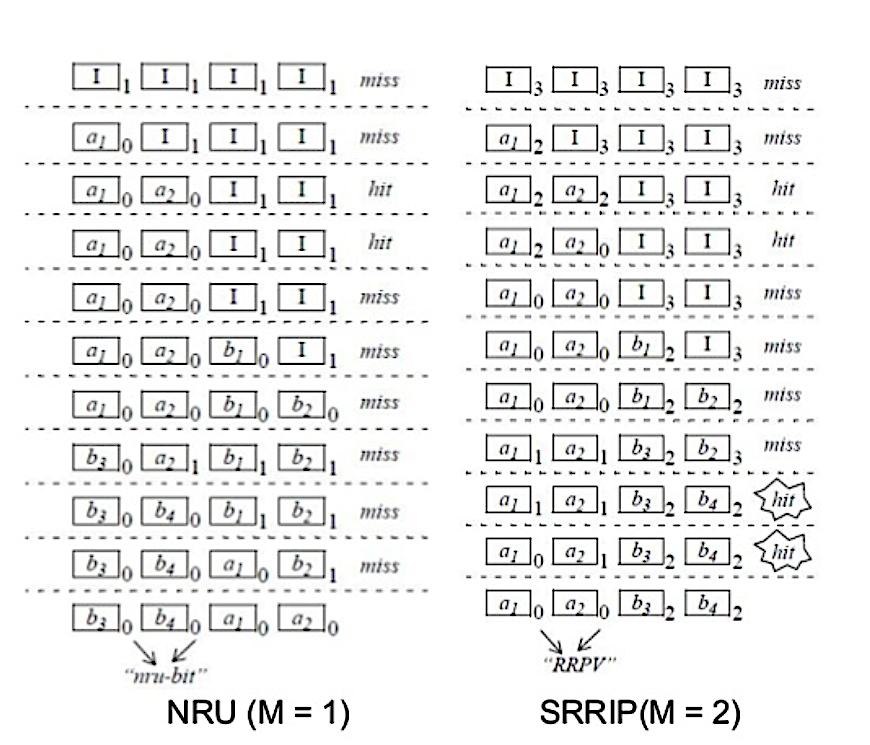 I 1 I 1 I 1 I 1 miss
a1 0 I 1 I 1 I 1 miss
a1 0 a2 0 I 1 I 1 hit
a1 0 a2 0 I 1 I 1 hit
a1 0 a2 0 I 1 I 1 miss
a1 0 a2 0 b1 0 I 1 miss
a1 0 a2 0 b1 0 b2 0 miss
b3 0 a2 1 b1 1 b2 1 miss
b3 0 b4 0 b1 1 b2 1 miss
b3 0 b4 0 a1 0 b2 1 miss
b3 0 b4 0 a1 0 a2 0
“nru-bit”
NRU (M = 1)
I 3 I 3 I 3 I 3 miss
a1 2 I 3 I 3 I 3 miss
a1 2 a2 2 I 3 I 3 hit
a1 2 a2 0 I 3 I 3 hit
a1 0 a2 0 I 3 I 3 miss
a1 0 a2 0 b1 2 I 3 miss
a1 0 a2 0 b1 2 b2 2 miss
a1 1 a2 1 b3 2 b2 3 miss
a1 1 a2 1 b3 2 b4 2 hit
a1 0 a2 1 b3 2 b4 2 hit
a1 0 a2 0 b3 2 b4 2
“RRPV”
SRRIP(M = 2)